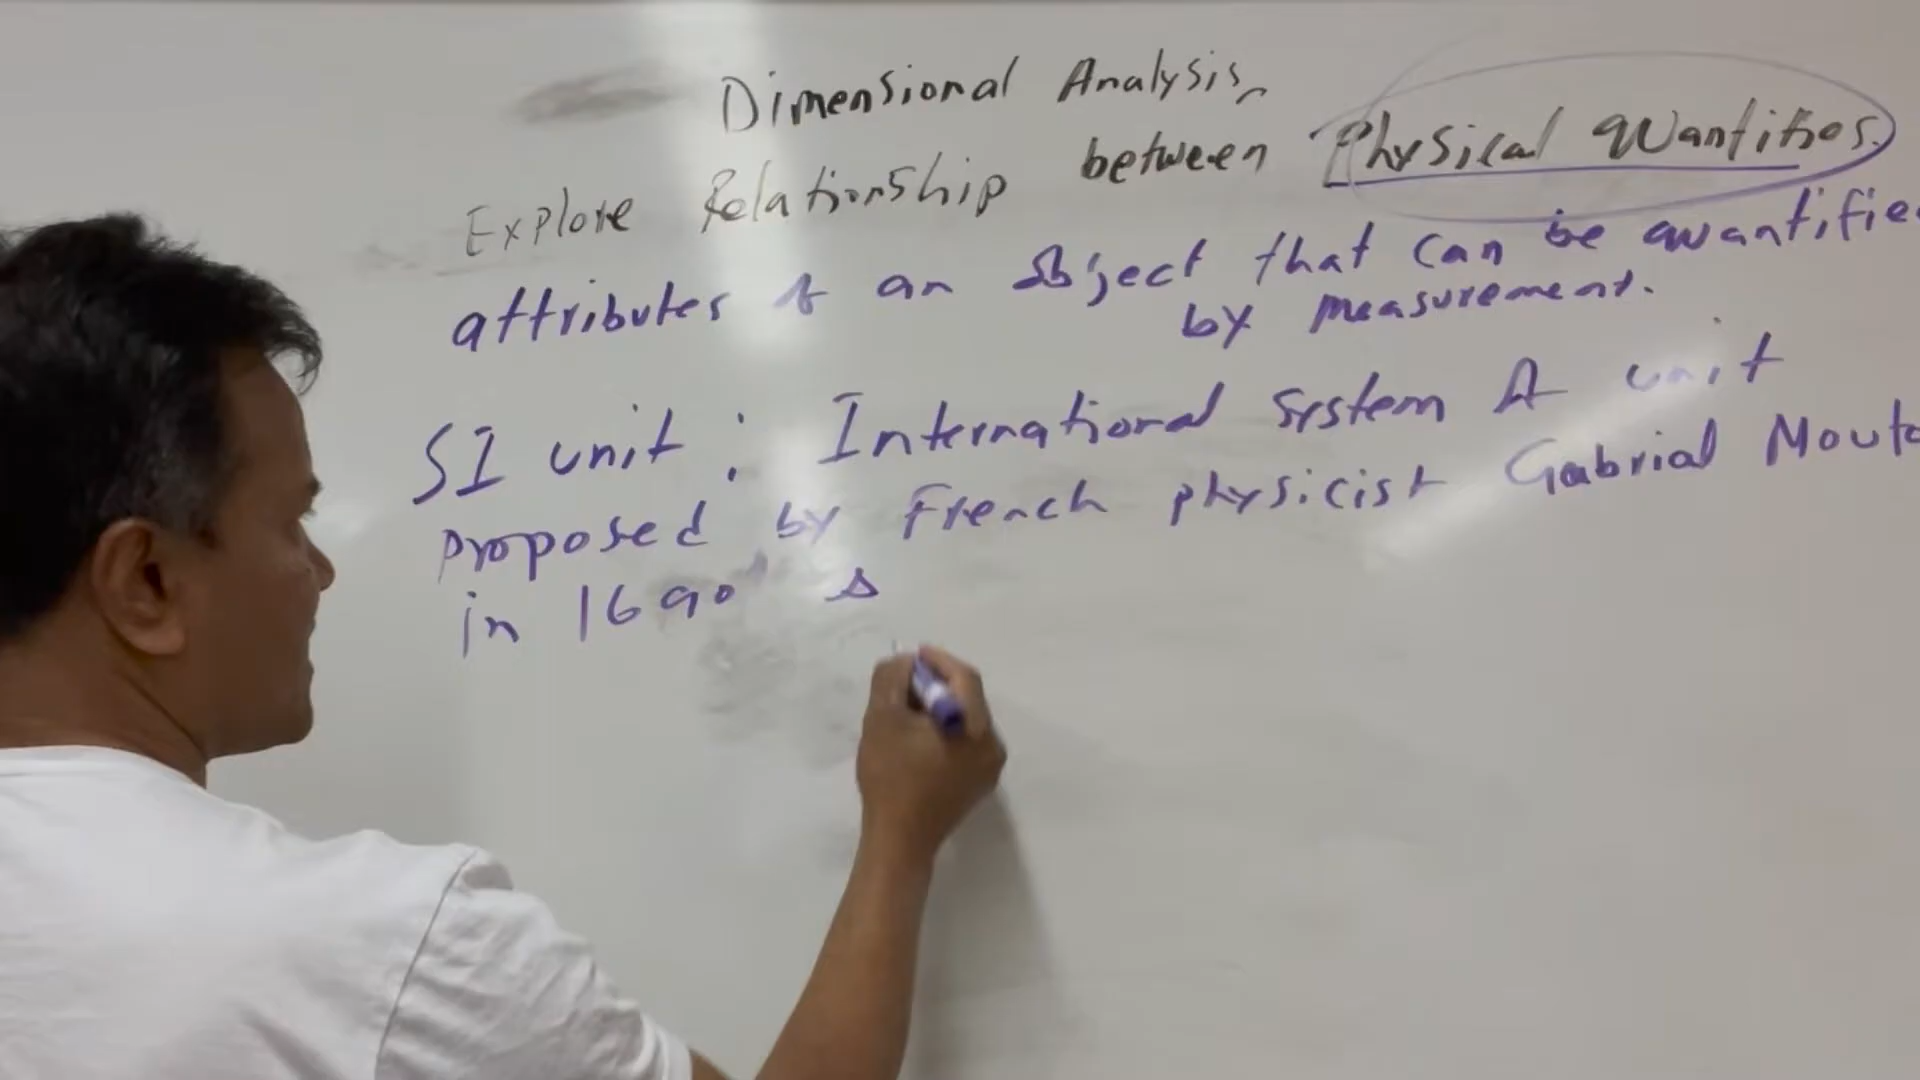 Dimensional Analysis,
Explore Relationship between Physical quantities.
attributes of an object that can be quantifie
by measurement.
SI unit : International System of unit
proposed by French physicist Gabrial Mouto
in 1690's